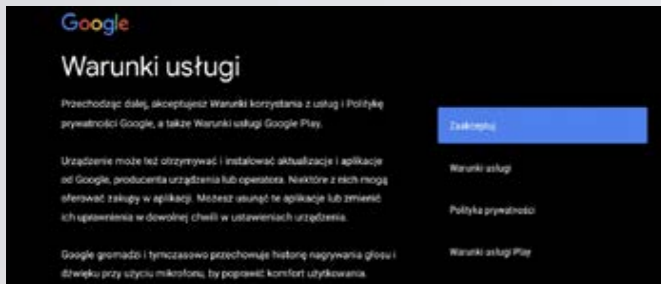 Google
Warunki usługi
Przechodząc dalej, akceptujesz Warunki korzystania z usług i Politykę
prywatności Google, a także Warunki usługi Google Play.
Urządzenie może też otrzymywać i instalować aktualizacje i aplikacje
od Google, producenta urządzenia lub operatora. Niektóre z nich mogą
oferować zakupy w aplikacji. Możesz usunąć te aplikacje lub zmienić
ich uprawnienia w dowolnej chwili w ustawieniach urządzenia.
Google gromadzi i tymczasowo przechowuje historię nagrywania głosu i
dźwięku przy użyciu mikrofonu, by poprawić komfort użytkowania.
Zaakceptuj
Warunki usługi
Polityka prywatności
Warunki usługi Play